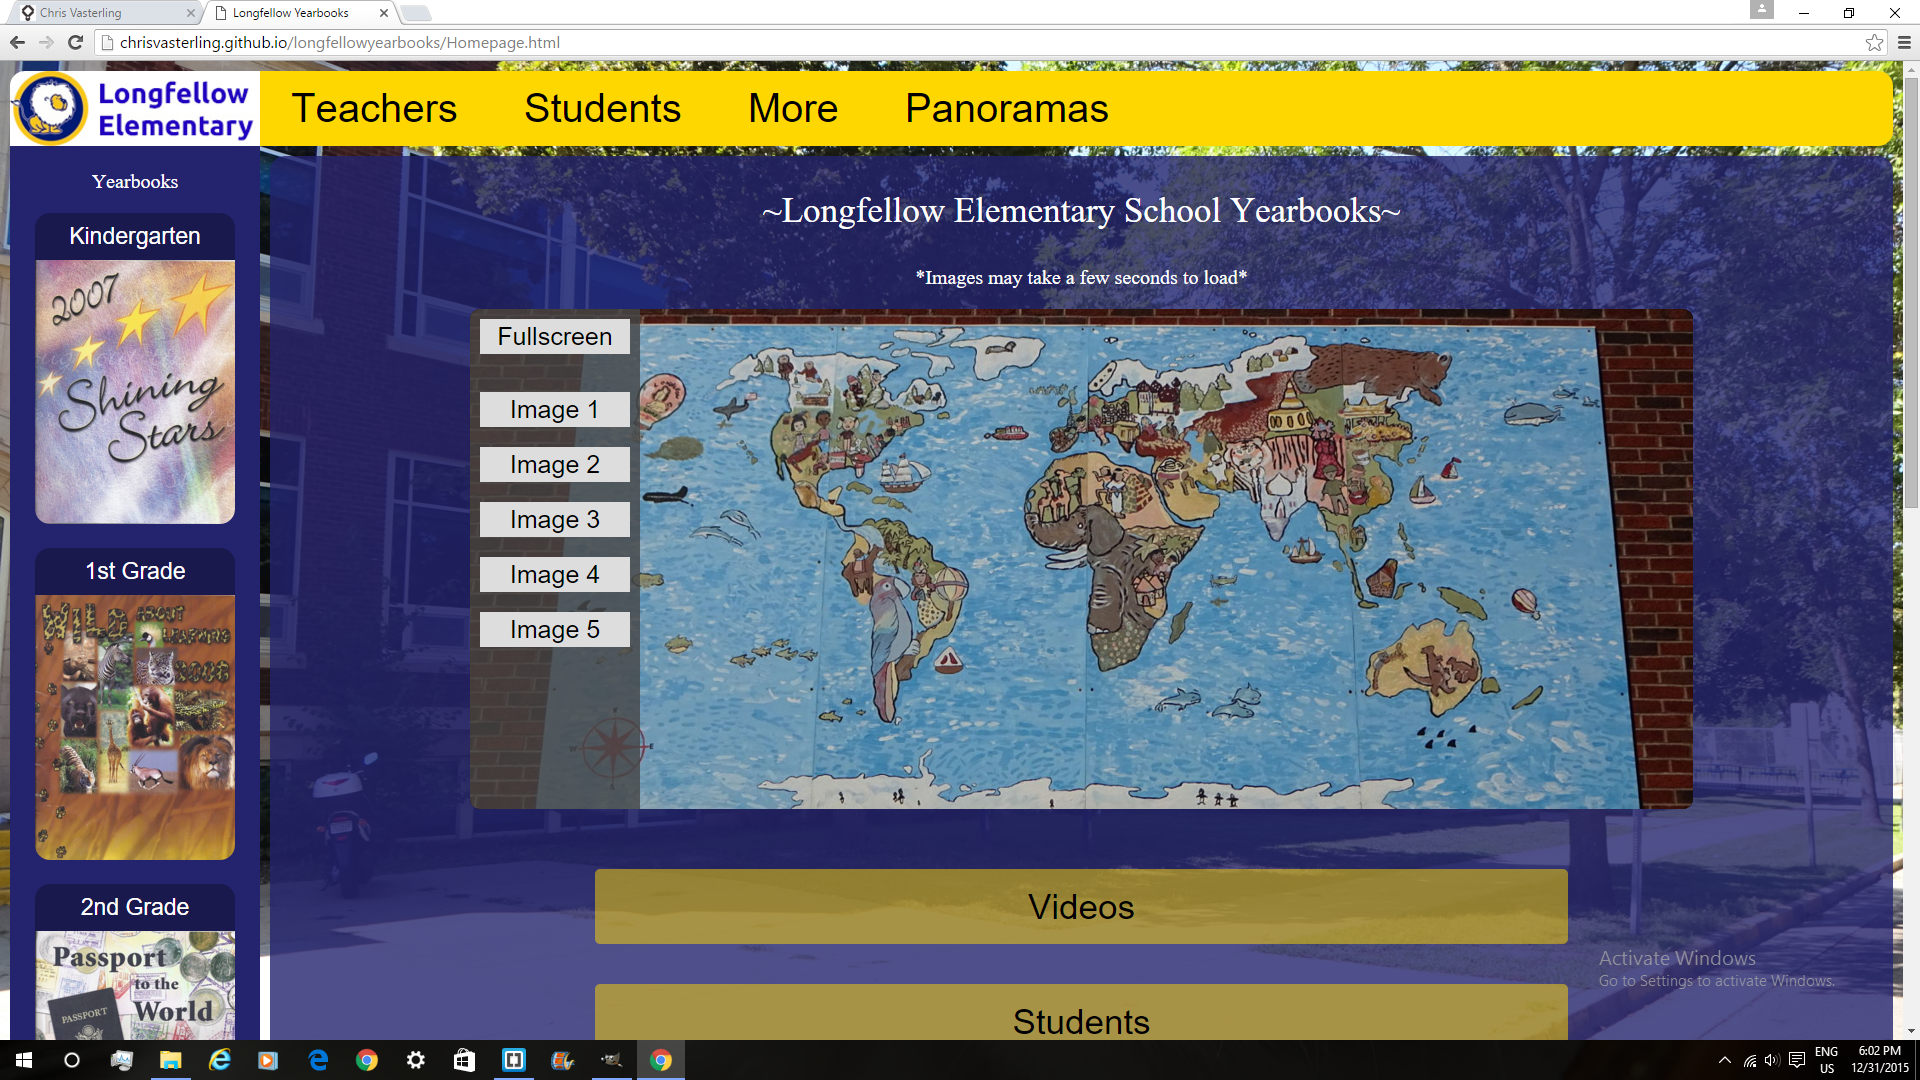 Chris Vasterling
Longfellow Yearbooks
chrisvasterling.github.io/longfellowyearbooks/Homepage.html
Longfellow
Elementary
Teachers
Students
More
Panoramas
Yearbooks
Kindergarten
2007
Shining
Stars
1st Grade
WILD ABOUT
LEARNING
2008
2nd Grade
Passport
to the
World
PASSPORT
~Longfellow Elementary School Yearbooks~
*Images may take a few seconds to load*
Fullscreen
Image 1
Image 2
Image 3
Image 4
Image 5
Videos
Students
Activate Windows
Go to Settings to activate Windows.
ENG
US
6:02 PM
12/31/2015